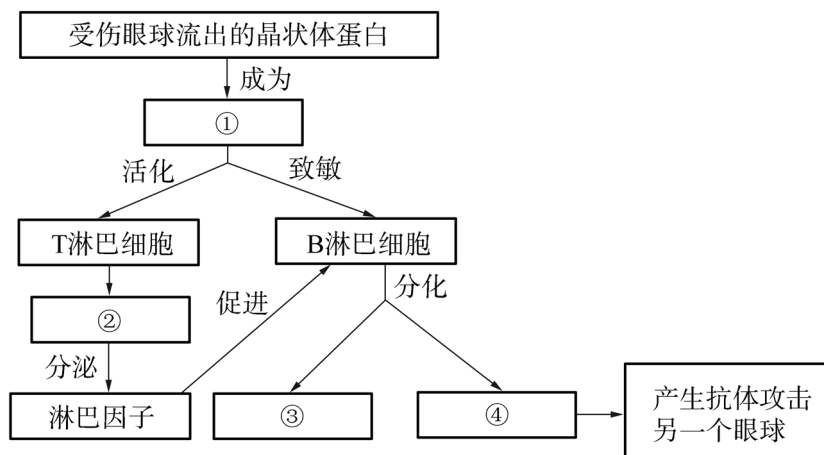 受伤眼球流出的晶状体蛋白
成为
①
活化
致敏
T淋巴细胞
B淋巴细胞
②
促进
分化
分泌
淋巴因子
③
④
产生抗体攻击
另一个眼球